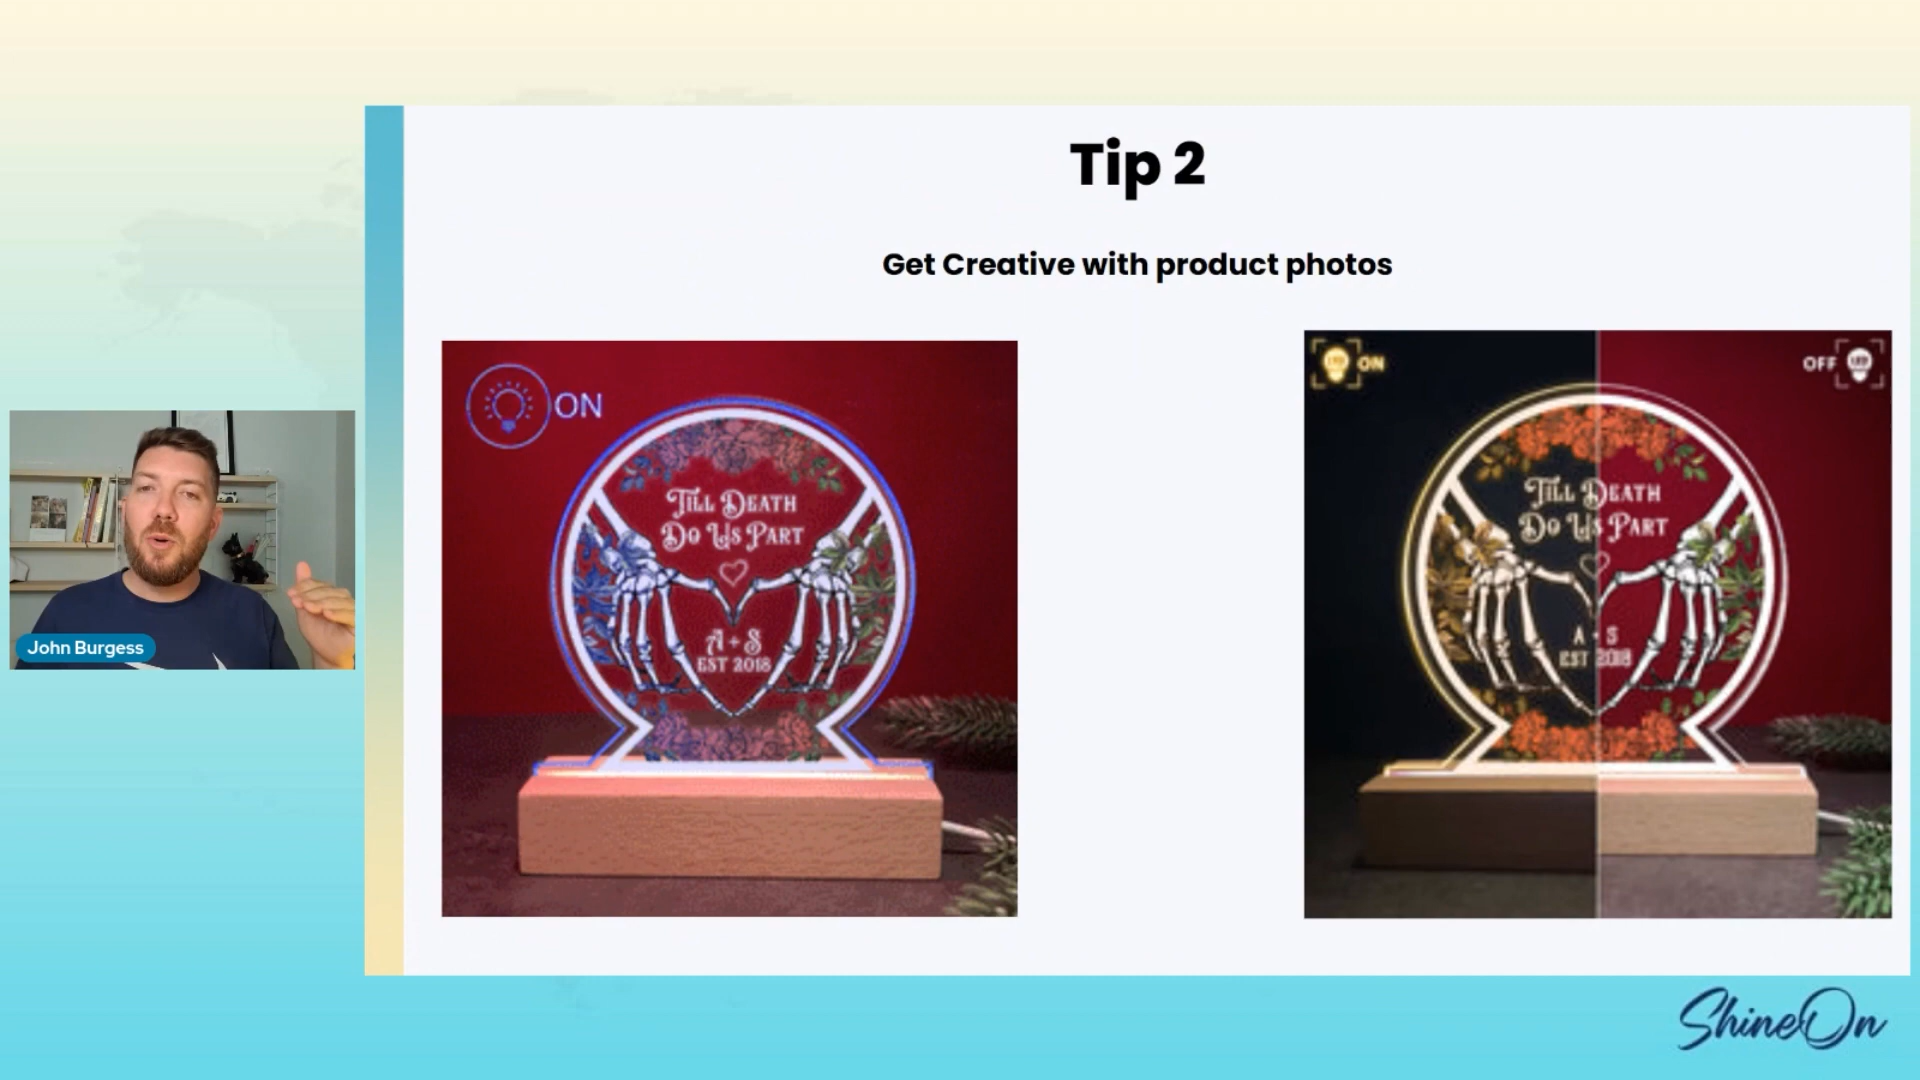 Tip 2
Get Creative with product photos
ON
TILL DEATH
DO US PART
A + S
EST 2018
ON
OFF
TILL DEATH
DO US PART
A + S
EST 2018
John Burgess
ShineOn